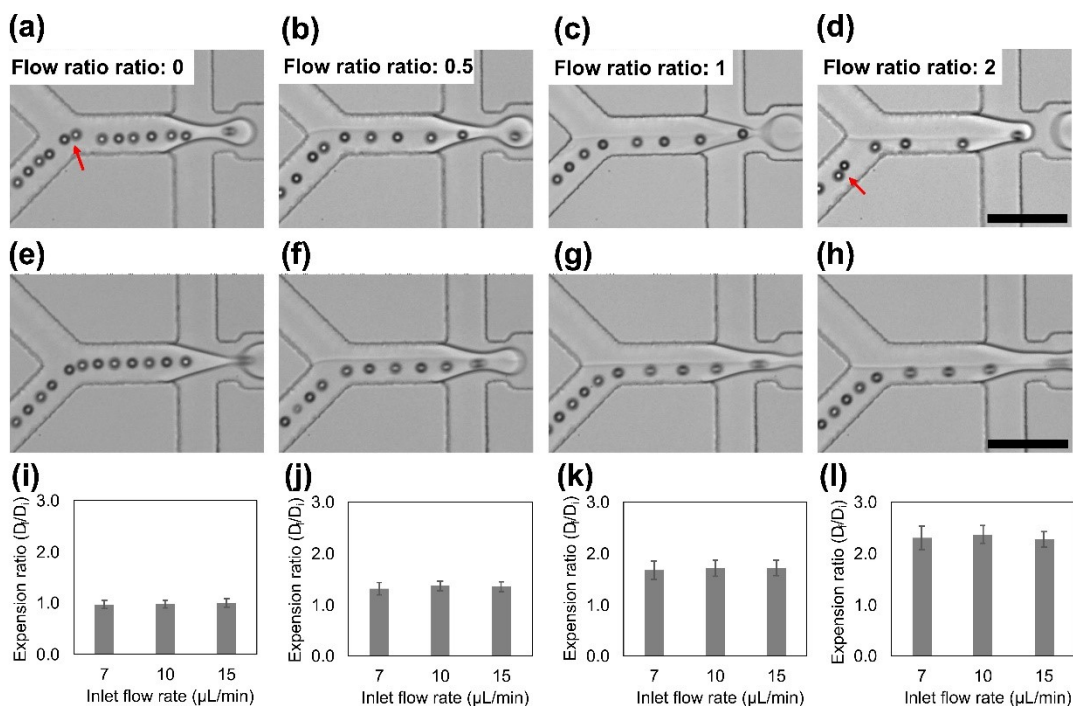 (a)
Flow ratio ratio: 0
(b)
Flow ratio ratio: 0.5
(c)
Flow ratio ratio: 1
(d)
Flow ratio ratio: 2
(e)
(f)
(g)
(h)
(i)
Expension ratio (Df/Di)
3.0
2.0
1.0
0.0
7 10 15
Inlet flow rate (µL/min)
(j)
Expension ratio (Df/Di)
3.0
2.0
1.0
0.0
7 10 15
Inlet flow rate (µL/min)
(k)
Expension ratio (Df/Di)
3.0
2.0
1.0
0.0
7 10 15
Inlet flow rate (µL/min)
(l)
Expension ratio (Df/Di)
3.0
2.0
1.0
0.0
7 10 15
Inlet flow rate (µL/min)